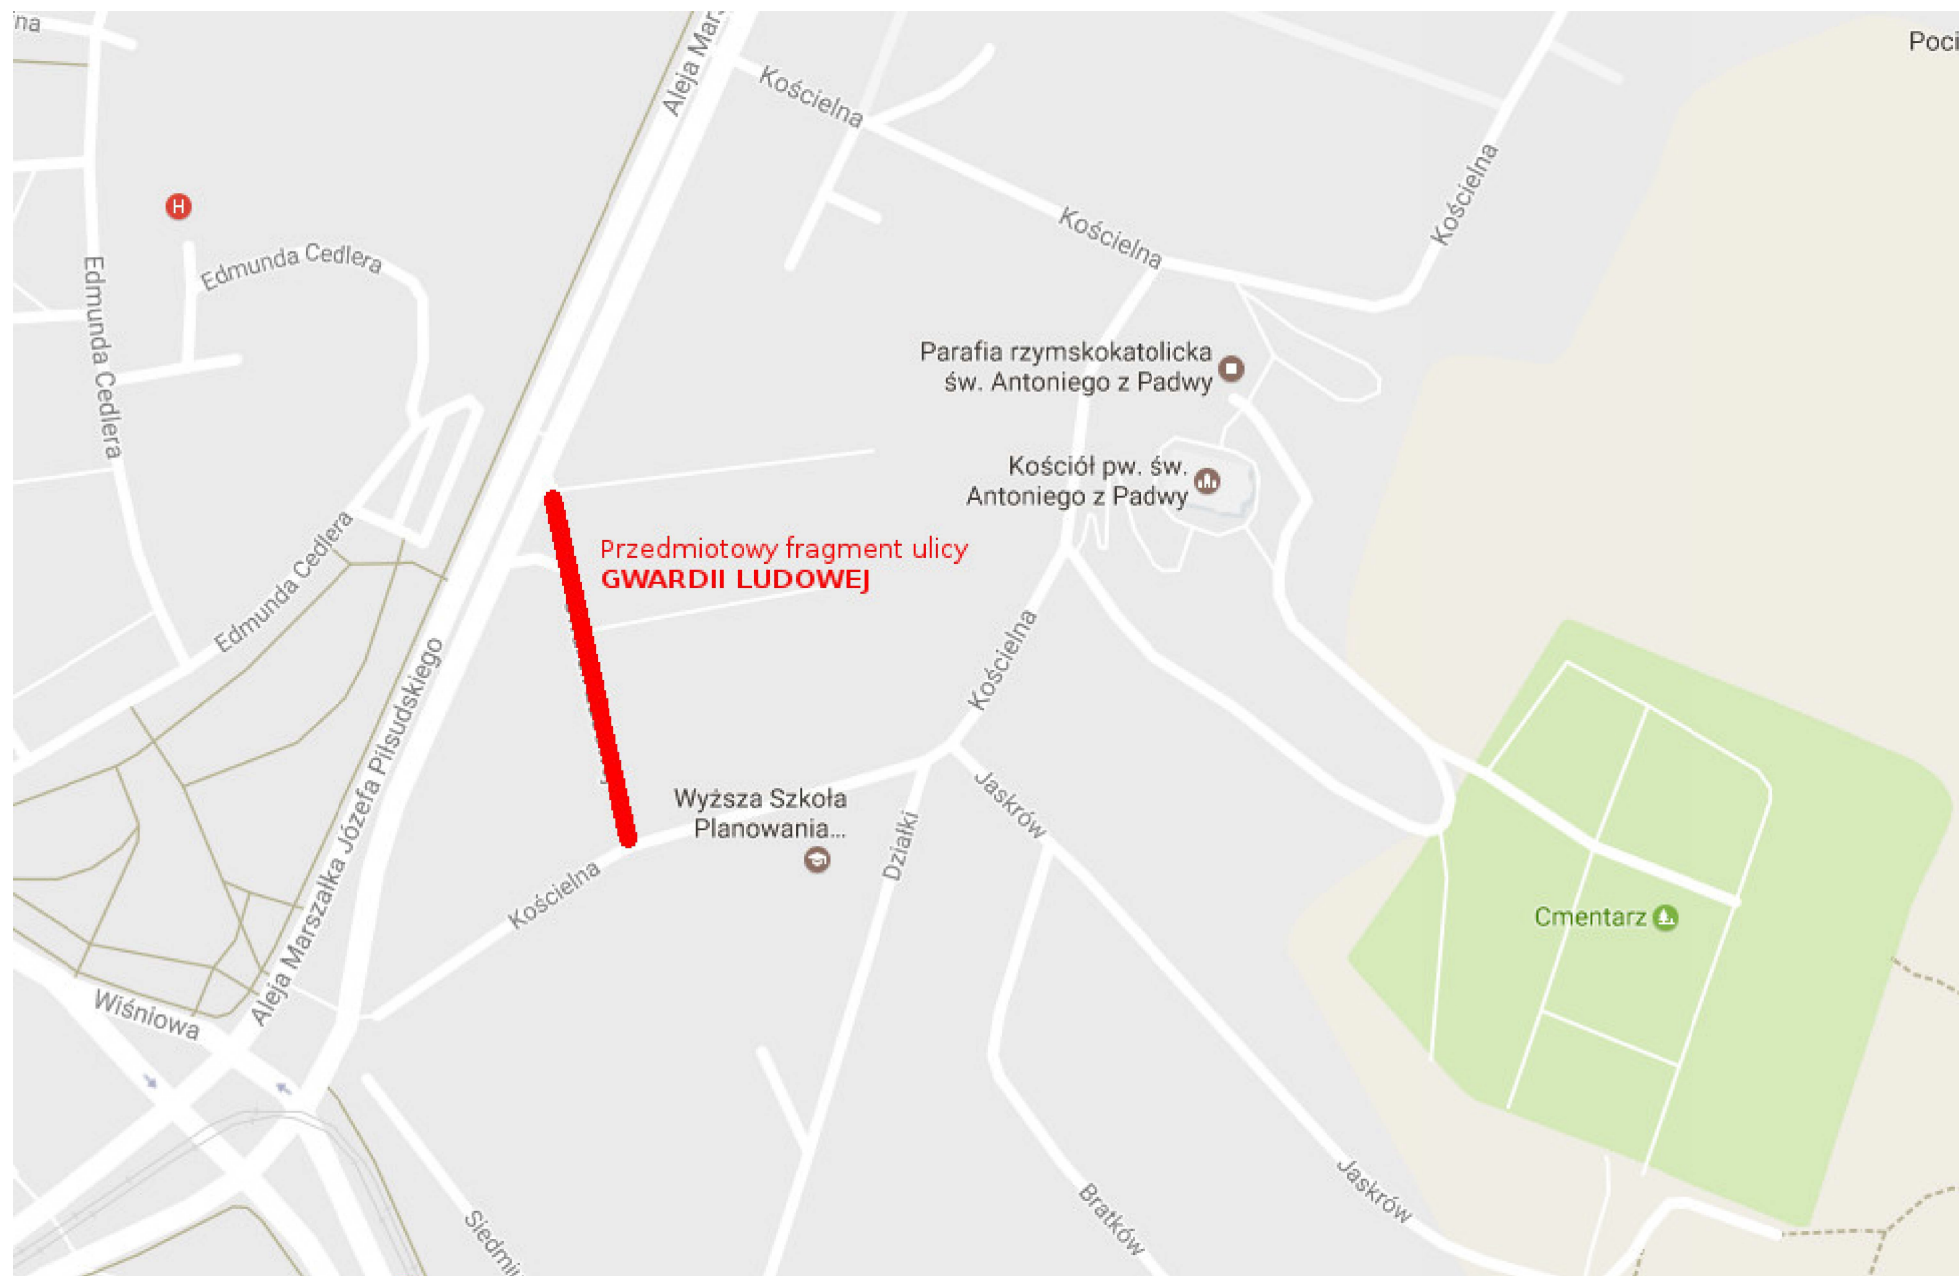 na
Aleja Mars
Poci
Kościelna
H
Edmunda Cedlera
Kościelna
Kościelna
Edmunda Cedlera
Parafia rzymskokatolicka
św. Antoniego z Padwy
Kościół pw. św.
Antoniego z Padwy
Edmunda Cedlera
Przedmiotowy fragment ulicy
GWARDII LUDOWEJ
Aleja Marszałka Józefa Piłsudskiego
Kościelna
Wyższa Szkoła
Planowania...
Jaskrów
Działki
Kościelna
Cmentarz
Wiśniowa
Siedmi
Bratków
Jaskrów